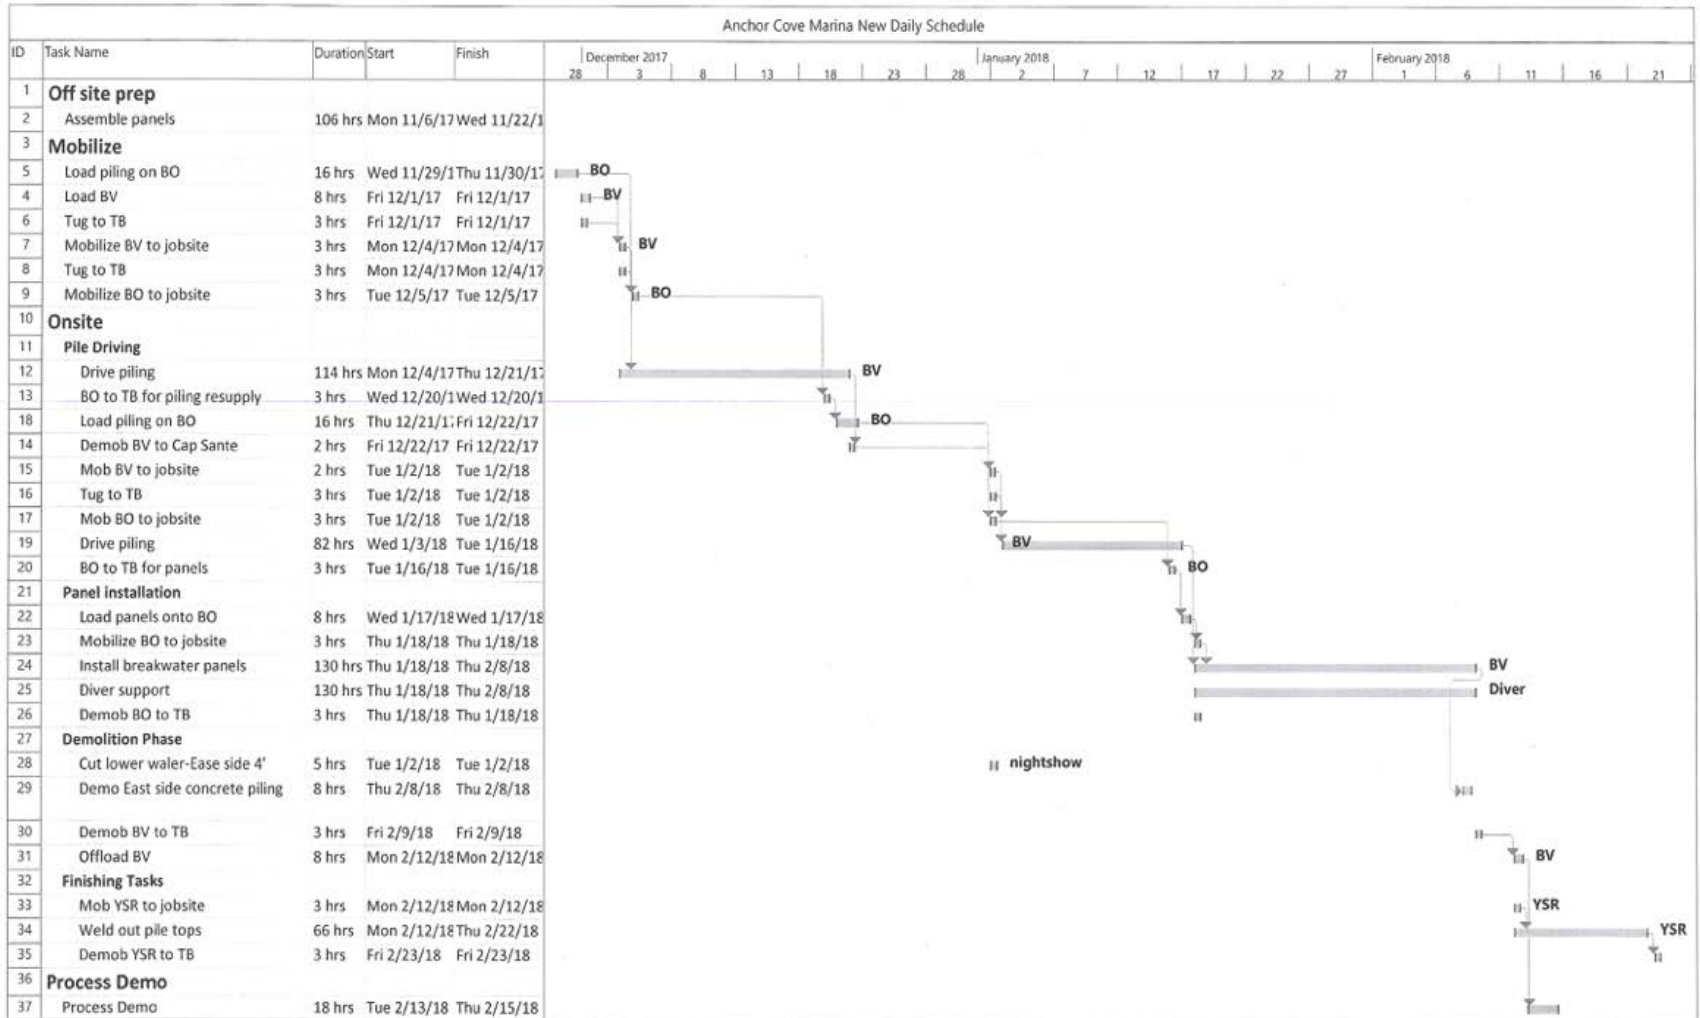 Anchor Cove Marina New Daily Schedule
ID Task Name Duration Start Finish December 2017 January 2018 February 2018
28 3 8 13 18 23 28 2 7 12 17 22 27 1 6 11 16 21
1 Off site prep
2 Assemble panels 106 hrs Mon 11/6/17 Wed 11/22/1
3 Mobilize
5 Load piling on BO 16 hrs Wed 11/29/1 Thu 11/30/17 BO
4 Load BV 8 hrs Fri 12/1/17 Fri 12/1/17 BV
6 Tug to TB 3 hrs Fri 12/1/17 Fri 12/1/17
7 Mobilize BV to jobsite 3 hrs Mon 12/4/17 Mon 12/4/17 BV
8 Tug to TB 3 hrs Mon 12/4/17 Mon 12/4/17
9 Mobilize BO to jobsite 3 hrs Tue 12/5/17 Tue 12/5/17 BO
10 Onsite
11 Pile Driving
12 Drive piling 114 hrs Mon 12/4/17 Thu 12/21/17 BV
13 BO to TB for piling resupply 3 hrs Wed 12/20/1 Wed 12/20/1
18 Load piling on BO 16 hrs Thu 12/21/17 Fri 12/22/17 BO
14 Demob BV to Cap Sante 2 hrs Fri 12/22/17 Fri 12/22/17
15 Mob BV to jobsite 2 hrs Tue 1/2/18 Tue 1/2/18
16 Tug to TB 3 hrs Tue 1/2/18 Tue 1/2/18
17 Mob BO to jobsite 3 hrs Tue 1/2/18 Tue 1/2/18
19 Drive piling 82 hrs Wed 1/3/18 Tue 1/16/18 BV
20 BO to TB for panels 3 hrs Tue 1/16/18 Tue 1/16/18 BO
21 Panel installation
22 Load panels onto BO 8 hrs Wed 1/17/18 Wed 1/17/18
23 Mobilize BO to jobsite 3 hrs Thu 1/18/18 Thu 1/18/18
24 Install breakwater panels 130 hrs Thu 1/18/18 Thu 2/8/18 BV
25 Diver support 130 hrs Thu 1/18/18 Thu 2/8/18 Diver
26 Demob BO to TB 3 hrs Thu 1/18/18 Thu 1/18/18
27 Demolition Phase
28 Cut lower waler-Ease side 4' 5 hrs Tue 1/2/18 Tue 1/2/18 nightshow
29 Demo East side concrete piling 8 hrs Thu 2/8/18 Thu 2/8/18
30 Demob BV to TB 3 hrs Fri 2/9/18 Fri 2/9/18
31 Offload BV 8 hrs Mon 2/12/18 Mon 2/12/18 BV
32 Finishing Tasks
33 Mob YSR to jobsite 3 hrs Mon 2/12/18 Mon 2/12/18 YSR
34 Weld out pile tops 66 hrs Mon 2/12/18 Thu 2/22/18 YSR
35 Demob YSR to TB 3 hrs Fri 2/23/18 Fri 2/23/18
36 Process Demo
37 Process Demo 18 hrs Tue 2/13/18 Thu 2/15/18